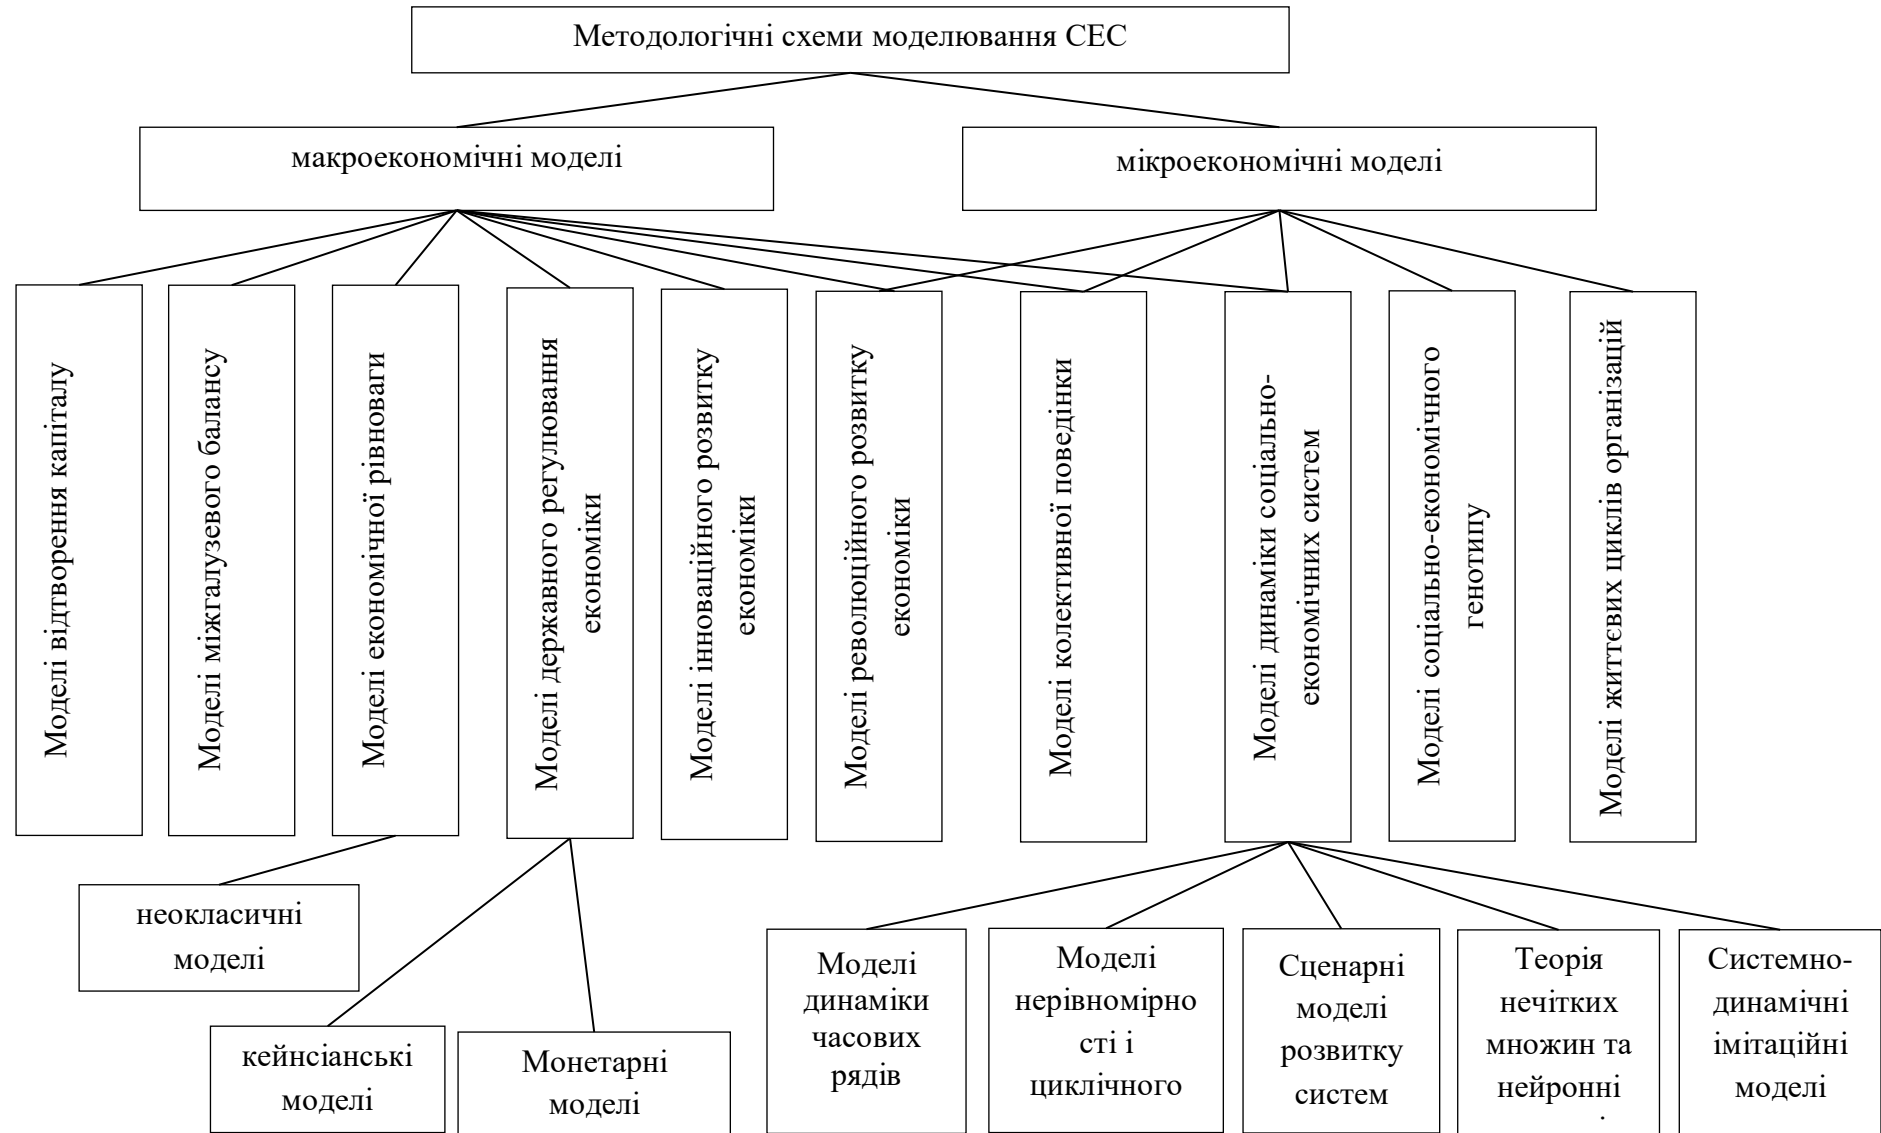 Методологічні схеми моделювання СЕС
макроекономічні моделі
мікроекономічні моделі
Моделі відтворення капіталу
Моделі міжгалузевого балансу
Моделі економічної рівноваги
Моделі державного регулювання
економіки
Моделі інноваційного розвитку
економіки
Моделі революційного розвитку
економіки
Моделі колективної поведінки
Моделі динаміки соціально-
економічних систем
Моделі соціально-економічного
генотипу
Моделі життєвих циклів організацій
неокласичні
моделі
кейнсіанські
моделі
Монетарні
моделі
Моделі
динаміки
часових
рядів
Моделі
нерівномірно
сті і
циклічного
Сценарні
моделі
розвитку
систем
Теорія
нечітких
множин та
нейронні
Системно-
динамічні
імітаційні
моделі